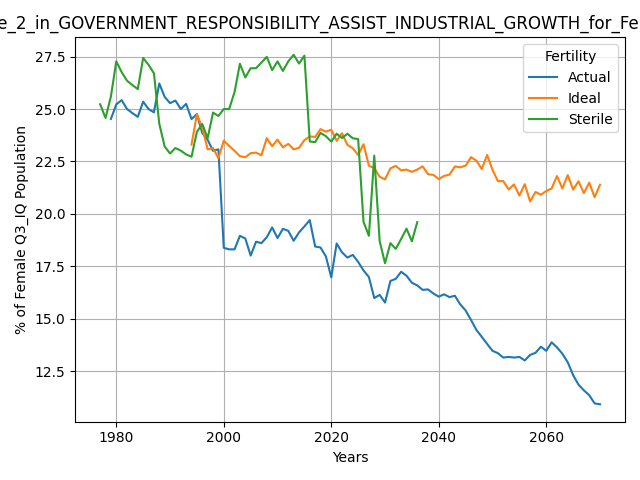 e_2_in_GOVERNMENT_RESPONSIBILITY_ASSIST_INDUSTRIAL_GROWTH_for_Fe
Fertility
Actual
Ideal
Sterile
% of Female Q3_IQ Population
27.5
25.0
22.5
20.0
17.5
15.0
12.5
1980
2000
2020
2040
2060
Years